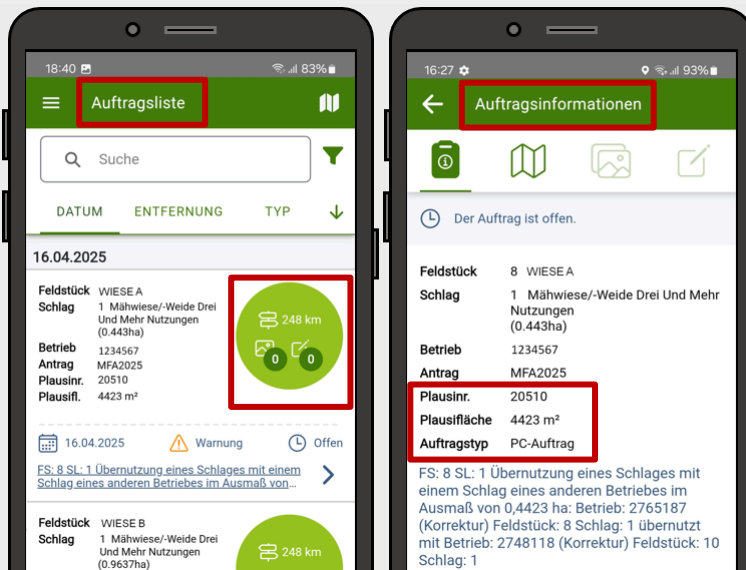 18:40 83%
Auftragsliste
Suche
DATUM ENTFERNUNG TYP
16.04.2025
Feldstück WIESE A
Schlag 1 Mähwiese/-Weide Drei
Und Mehr Nutzungen
(0.443ha)
248 km
Betrieb 1234567
0 0
Antrag MFA2025
Plausinr. 20510
Plausifl. 4423 m²
16.04.2025 Warnung Offen
FS: 8 SL: 1 Übernutzung eines Schlages mit einem
Schlag eines anderen Betriebes im Ausmaß von...
Feldstück WIESE B
Schlag 1 Mähwiese/-Weide Drei
Und Mehr Nutzungen
(0.9637ha)
248 km
16:27 93%
Auftragsinformationen
Der Auftrag ist offen.
Feldstück 8 WIESE A
Schlag 1 Mähwiese/-Weide Drei Und Mehr
Nutzungen
(0.443ha)
Betrieb 1234567
Antrag MFA2025
Plausinr. 20510
Plausifläche 4423 m²
Auftragstyp PC-Auftrag
FS: 8 SL: 1 Übernutzung eines Schlages mit
einem Schlag eines anderen Betriebes im
Ausmaß von 0,4423 ha: Betrieb: 2765187
(Korrektur) Feldstück: 8 Schlag: 1 übernutzt
mit Betrieb: 2748118 (Korrektur) Feldstück: 10
Schlag: 1